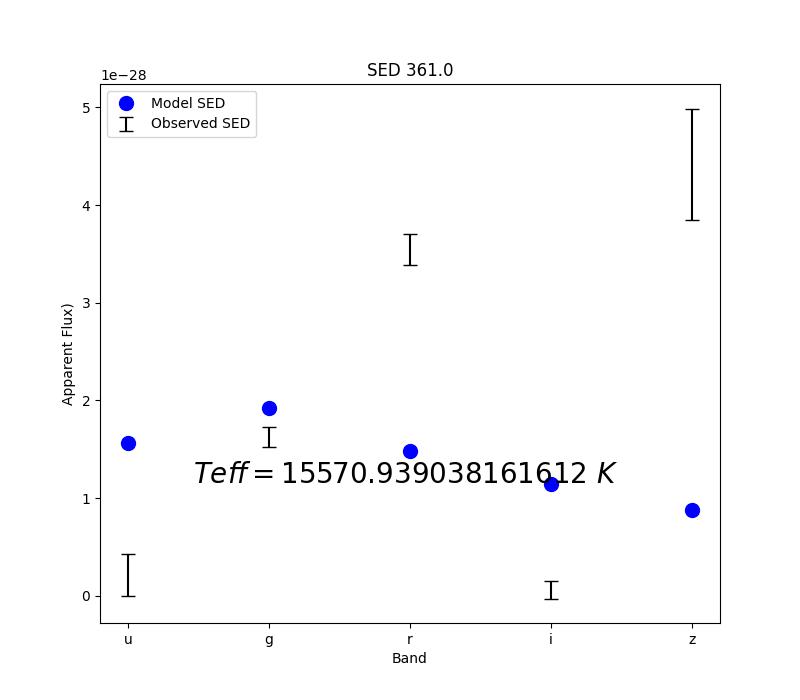 SED 361.0
1e−28
Model SED
Observed SED
5
4
3
2
1
0
Apparent Flux)
Teff = 15570.939038161612 K
u g r i z
Band